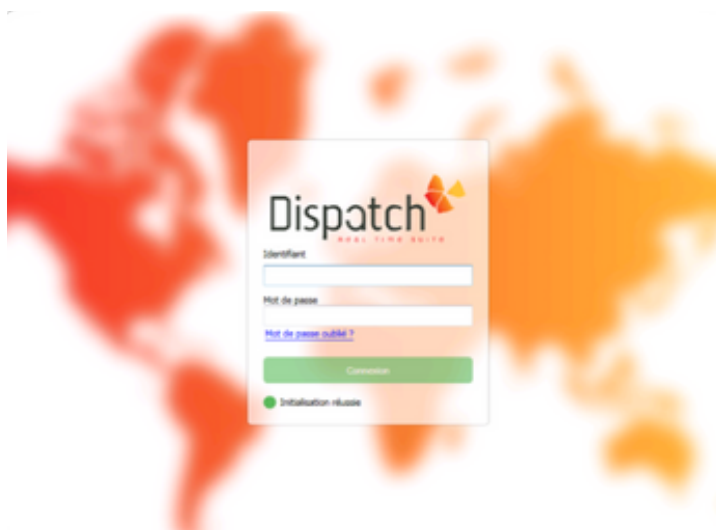 Dispatch
REAL TIME SUITE
Identifiant
Mot de passe
Mot de passe oublié ?
Connexion
Initialisation réussie